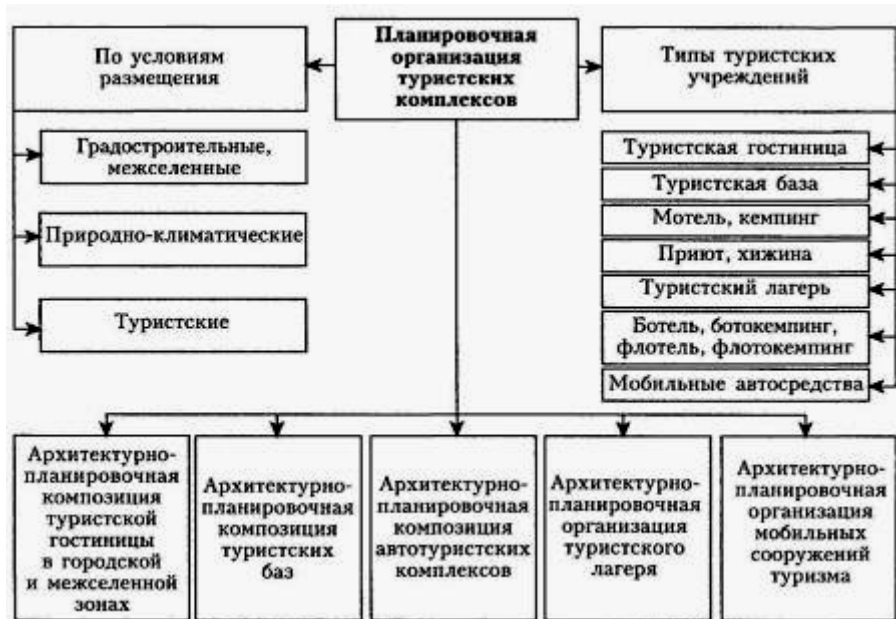 По условиям
размещения
Планировочная
организация
туристских
комплексов
Типы туристских
учреждений
Градостроительные,
межселенные
Природно-климатические
Туристские
Туристская гостиница
Туристская база
Мотель, кемпинг
Приют, хижина
Туристский лагерь
Ботель, ботокемпинг,
флотель, флотокемпинг
Мобильные автосредства
Архитектурно-
планировочная
композиция
туристской
гостиницы
в городской
и межселенной
зонах
Архитектурно-
планировочная
композиция
туристских
баз
Архитектурно-
планировочная
композиция
автотуристских
комплексов
Архитектурно-
планировочная
организация
туристского
лагеря
Архитектурно-
планировочная
организация
мобильных
сооружений
туризма